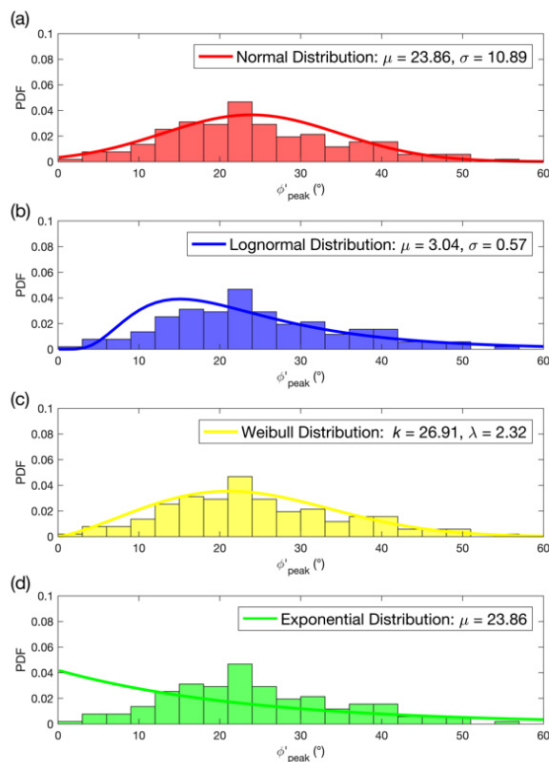 (a)
0.1
0.08
0.06
0.04
0.02
0
PDF
Normal Distribution: μ = 23.86, σ = 10.89
0 10 20 30 40 50 60
ϕ'peak (°)
(b)
0.1
0.08
0.06
0.04
0.02
0
PDF
Lognormal Distribution: μ = 3.04, σ = 0.57
0 10 20 30 40 50 60
ϕ'peak (°)
(c)
0.1
0.08
0.06
0.04
0.02
0
PDF
Weibull Distribution: k = 26.91, λ = 2.32
0 10 20 30 40 50 60
ϕ'peak (°)
(d)
0.1
0.08
0.06
0.04
0.02
0
PDF
Exponential Distribution: μ = 23.86
0 10 20 30 40 50 60
ϕ'peak (°)